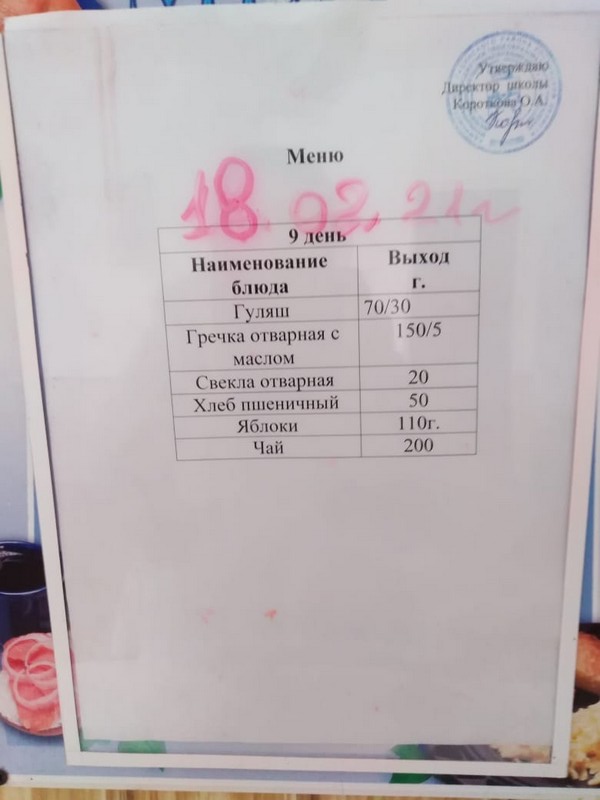 Утверждаю
Директор школы
Короткова О.А.
Меню
18.02.21г
9 день
Наименование блюда Выход г.
Гуляш 70/30
Гречка отварная с маслом 150/5
Свекла отварная 20
Хлеб пшеничный 50
Яблоки 110г.
Чай 200